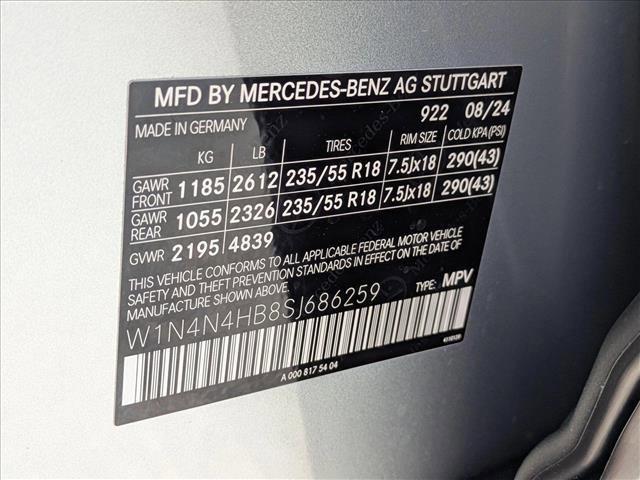 MFD BY MERCEDES-BENZ AG STUTTGART
922 08/24
MADE IN GERMANY
KG LB TIRES RIM SIZE COLD KPA(PSI)
GAWR FRONT 1185 2612 235/55 R18 7.5Jx18 290(43)
GAWR REAR 1055 2326 235/55 R18 7.5Jx18 290(43)
GVWR 2195 4839
THIS VEHICLE CONFORMS TO ALL APPLICABLE FEDERAL MOTOR VEHICLE
SAFETY AND THEFT PREVENTION STANDARDS IN EFFECT ON THE DATE
OF MANUFACTURE SHOWN ABOVE.
W1N4N4HB8SJ686259 TYPE: MPV
A 000 817 54 04